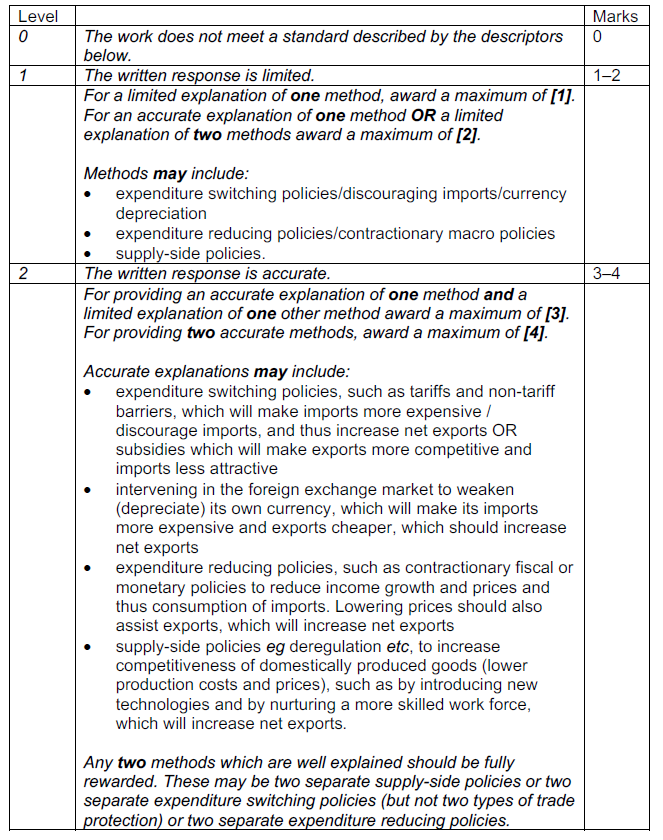 Level Marks
0 The work does not meet a standard described by the descriptors 0
below.
1 The written response is limited. 1–2
For a limited explanation of one method, award a maximum of [1].
For an accurate explanation of one method OR a limited
explanation of two methods award a maximum of [2].
Methods may include:
• expenditure switching policies/discouraging imports/currency
depreciation
• expenditure reducing policies/contractionary macro policies
• supply-side policies.
2 The written response is accurate. 3–4
For providing an accurate explanation of one method and a
limited explanation of one other method award a maximum of [3].
For providing two accurate methods, award a maximum of [4].
Accurate explanations may include:
• expenditure switching policies, such as tariffs and non-tariff
barriers, which will make imports more expensive /
discourage imports, and thus increase net exports OR
subsidies which will make exports more competitive and
imports less attractive
• intervening in the foreign exchange market to weaken
(depreciate) its own currency, which will make its imports
more expensive and exports cheaper, which should increase
net exports
• expenditure reducing policies, such as contractionary fiscal or
monetary policies to reduce income growth and prices and
thus consumption of imports. Lowering prices should also
assist exports, which will increase net exports
• supply-side policies eg deregulation etc, to increase
competitiveness of domestically produced goods (lower
production costs and prices), such as by introducing new
technologies and by nurturing a more skilled work force,
which will increase net exports.
Any two methods which are well explained should be fully
rewarded. These may be two separate supply-side policies or two
separate expenditure switching policies (but not two types of trade
protection) or two separate expenditure reducing policies.